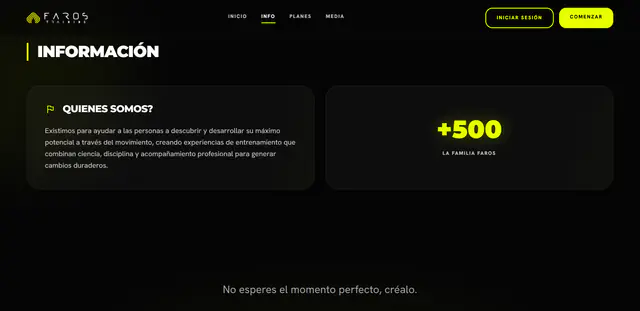 FAROS
TRAINING
INICIO INFO PLANES MEDIA
INICIAR SESIÓN COMENZAR
INFORMACIÓN
QUIENES SOMOS?
Existimos para ayudar a las personas a descubrir y desarrollar su máximo
potencial a través del movimiento, creando experiencias de entrenamiento que
combinan ciencia, disciplina y acompañamiento profesional para generar
cambios duraderos.
+500
LA FAMILIA FAROS
No esperes el momento perfecto, créalo.